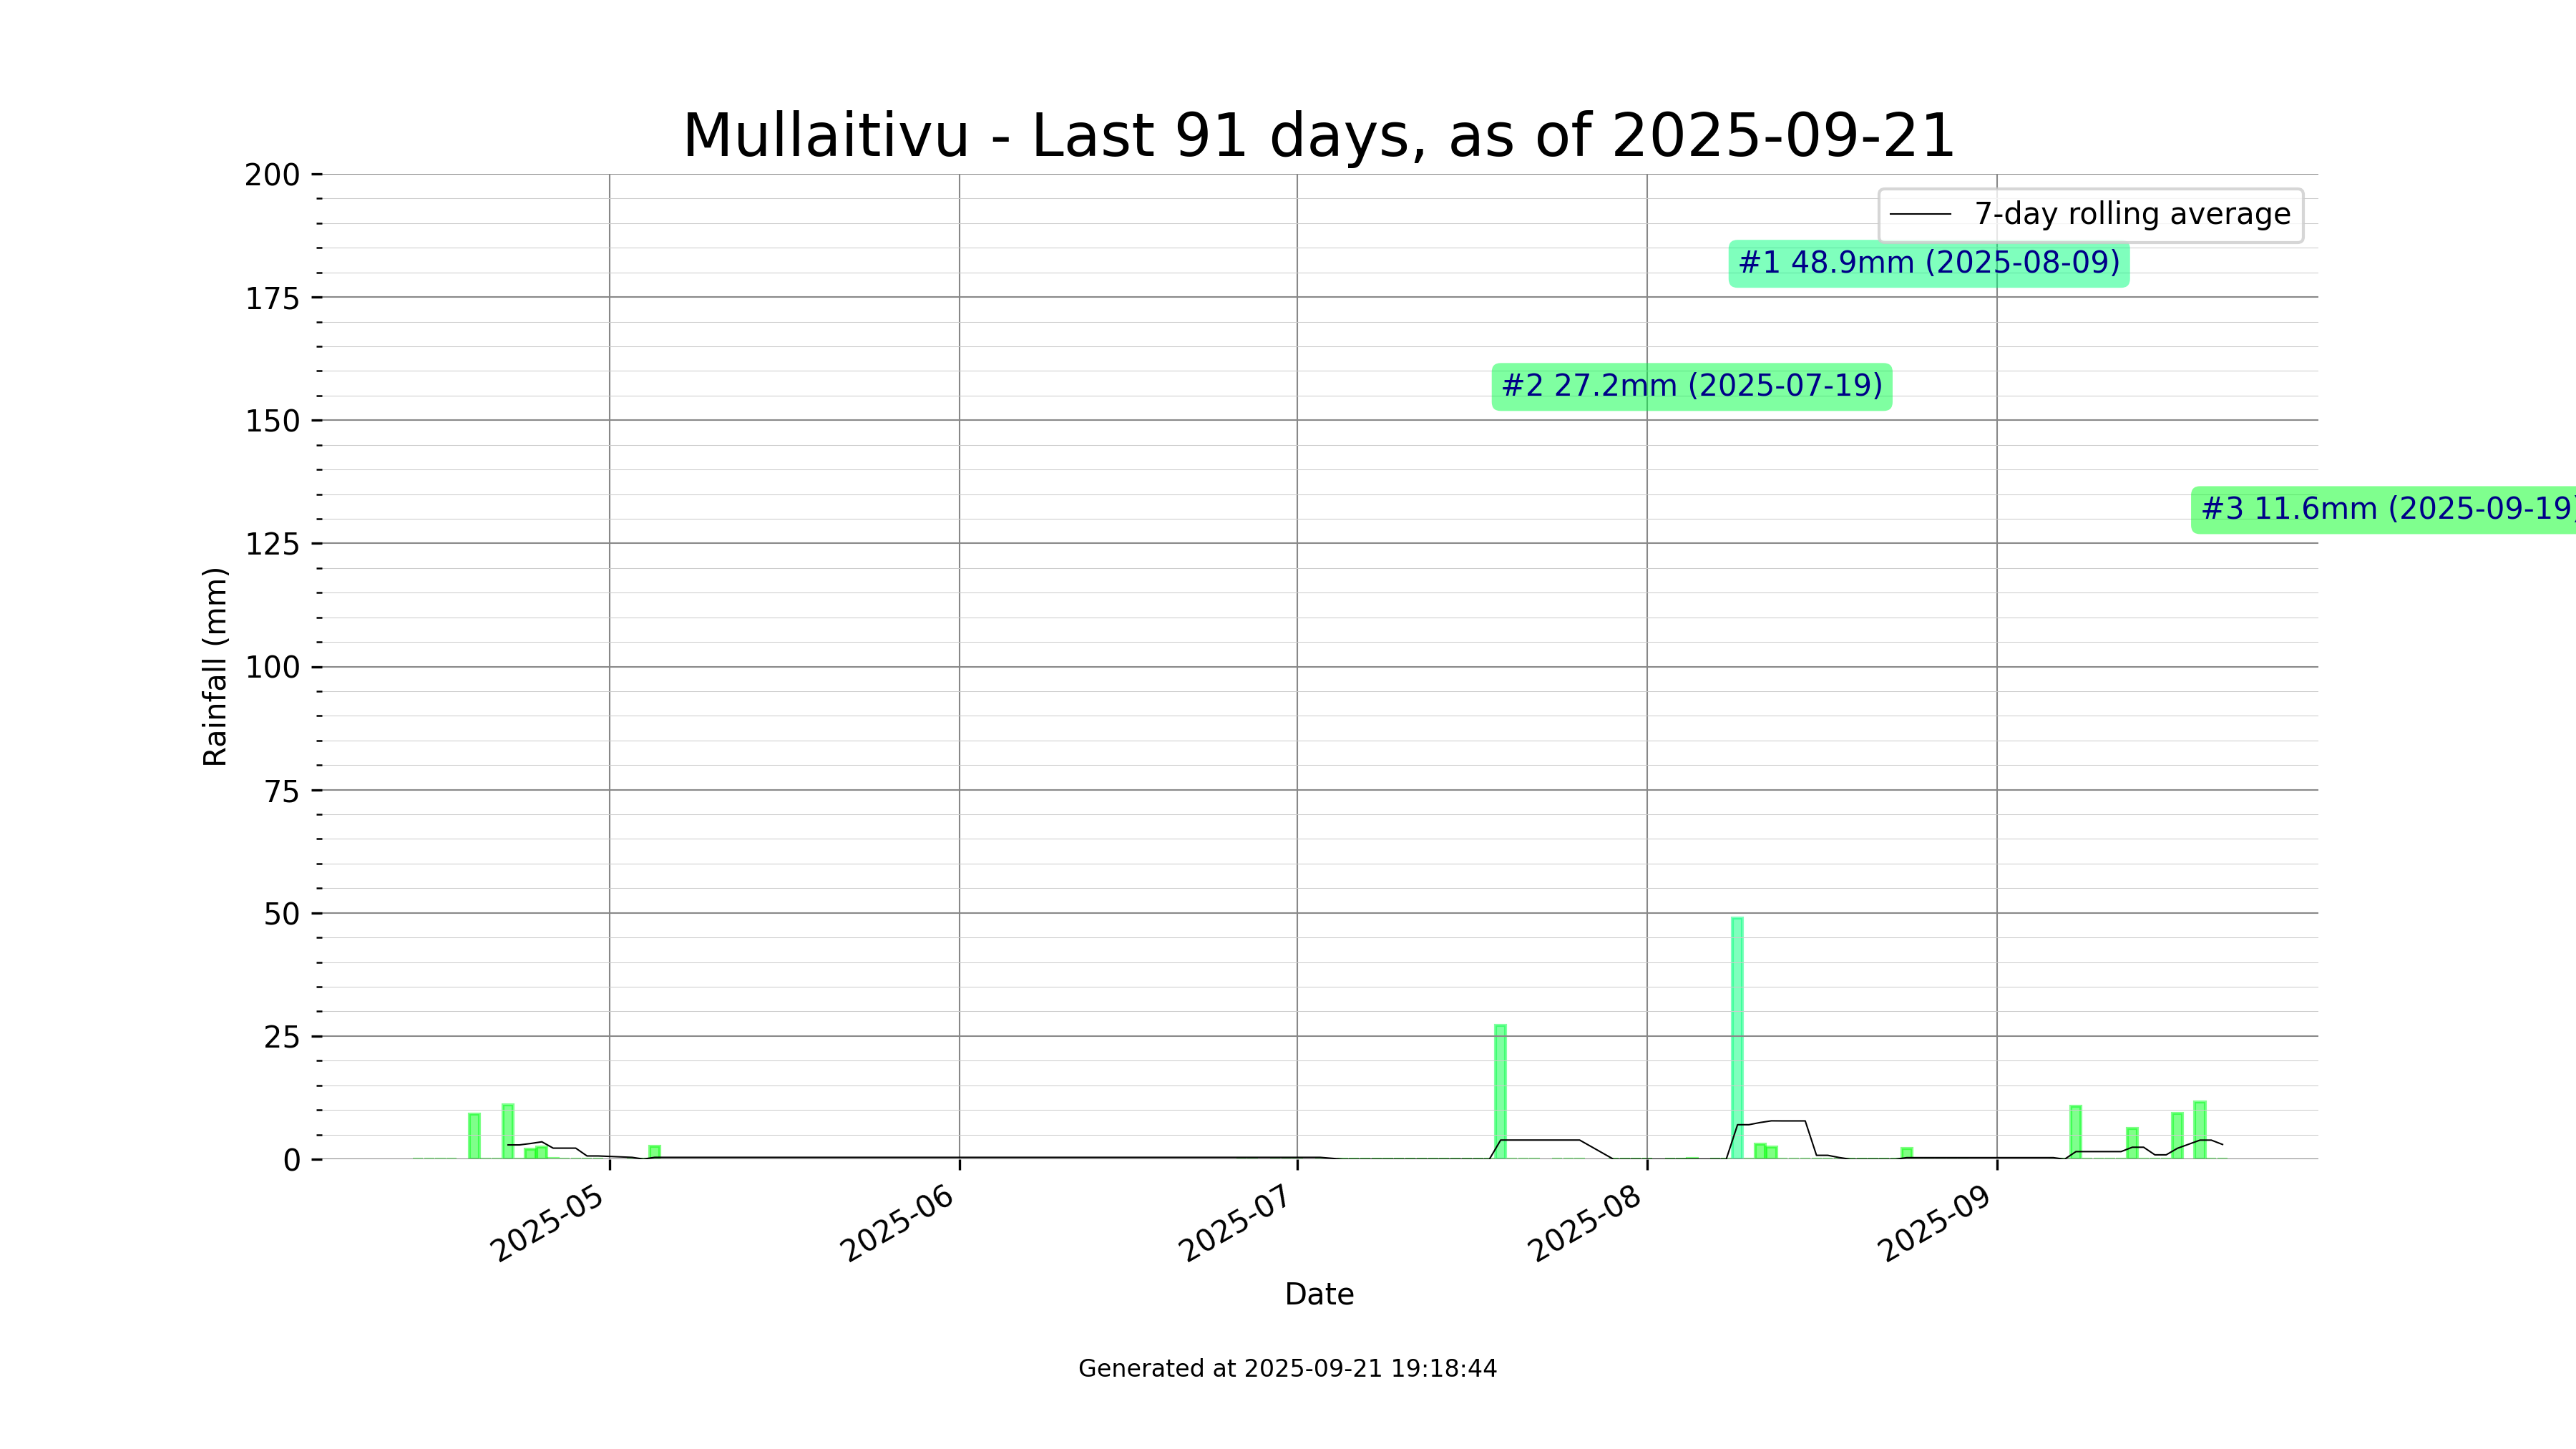 Mullaitivu - Last 91 days, as of 2025-09-21
200
175
150
125
100
75
50
25
0
Rainfall (mm)
7-day rolling average
#1 48.9mm (2025-08-09)
#2 27.2mm (2025-07-19)
#3 11.6mm (2025-09-19)
2025-05
2025-06
2025-07
2025-08
2025-09
Date
Generated at 2025-09-21 19:18:44